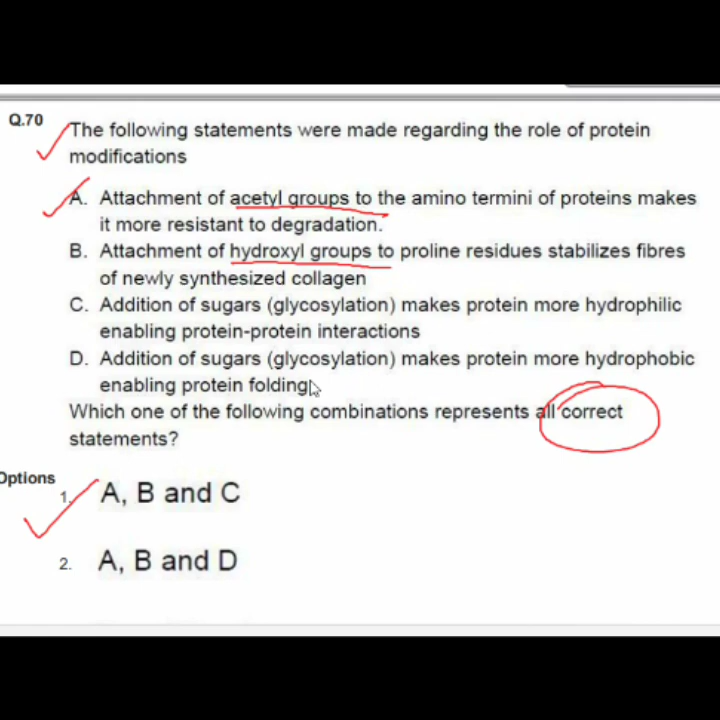 Q.70 The following statements were made regarding the role of protein
modifications
A. Attachment of acetyl groups to the amino termini of proteins makes
it more resistant to degradation.
B. Attachment of hydroxyl groups to proline residues stabilizes fibres
of newly synthesized collagen
C. Addition of sugars (glycosylation) makes protein more hydrophilic
enabling protein-protein interactions
D. Addition of sugars (glycosylation) makes protein more hydrophobic
enabling protein folding
Which one of the following combinations represents all correct
statements?
Options
1. A, B and C
2. A, B and D